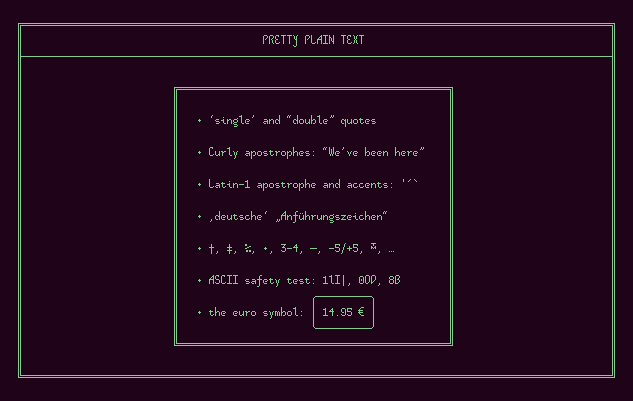 PRETTY PLAIN TEXT
• ‘single’ and “double” quotes
• Curly apostrophes: “We’ve been here”
• Latin-1 apostrophe and accents: '´`
• ‚deutsche‘ „Anführungszeichen“
• †, ‡, ‰, •, 3–4, —, −5/+5, ™, …
• ASCII safety test: 1lI|, 0OD, 8B
• the euro symbol: 14.95 €